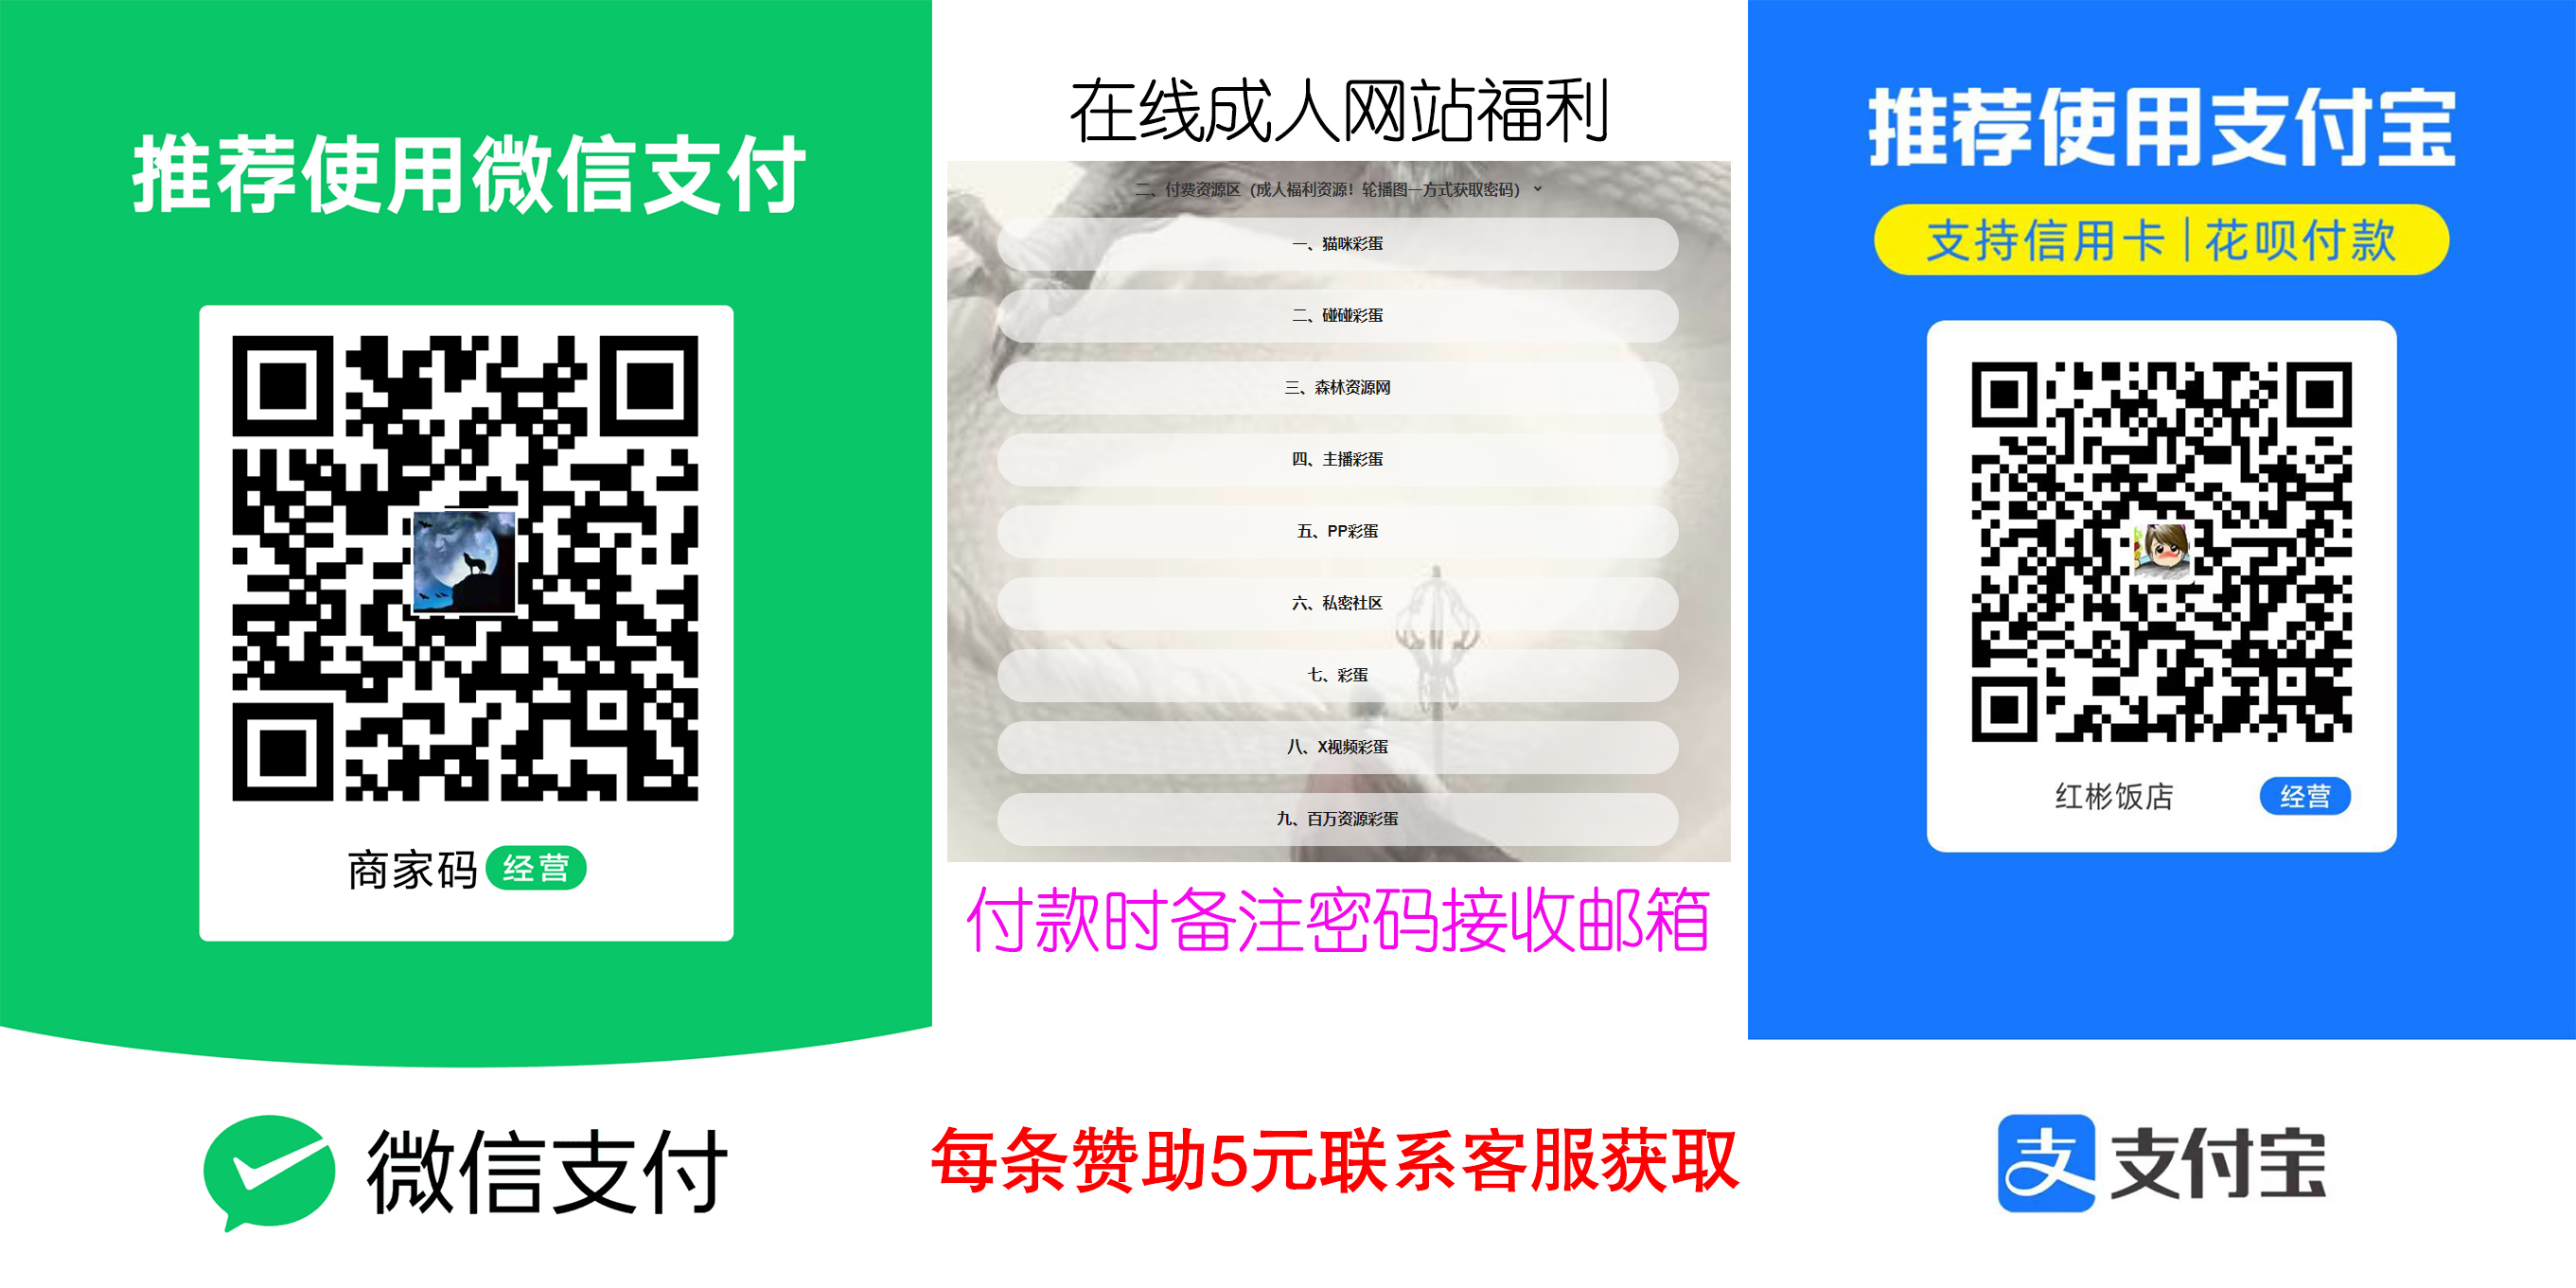 推荐使用微信支付
商家码 经营
微信支付
在线成人网站福利
二、付费资源区（成人福利资源！轮播图一方式获取密码）
一、猫咪彩蛋
二、碰碰彩蛋
三、森林资源网
四、主播彩蛋
五、PP彩蛋
六、私密社区
七、彩蛋
八、X视频彩蛋
九、百万资源彩蛋
付款时备注密码接收邮箱
每条赞助5元联系客服获取
推荐使用支付宝
支持信用卡|花呗付款
红彬饭店 经营
支 支付宝